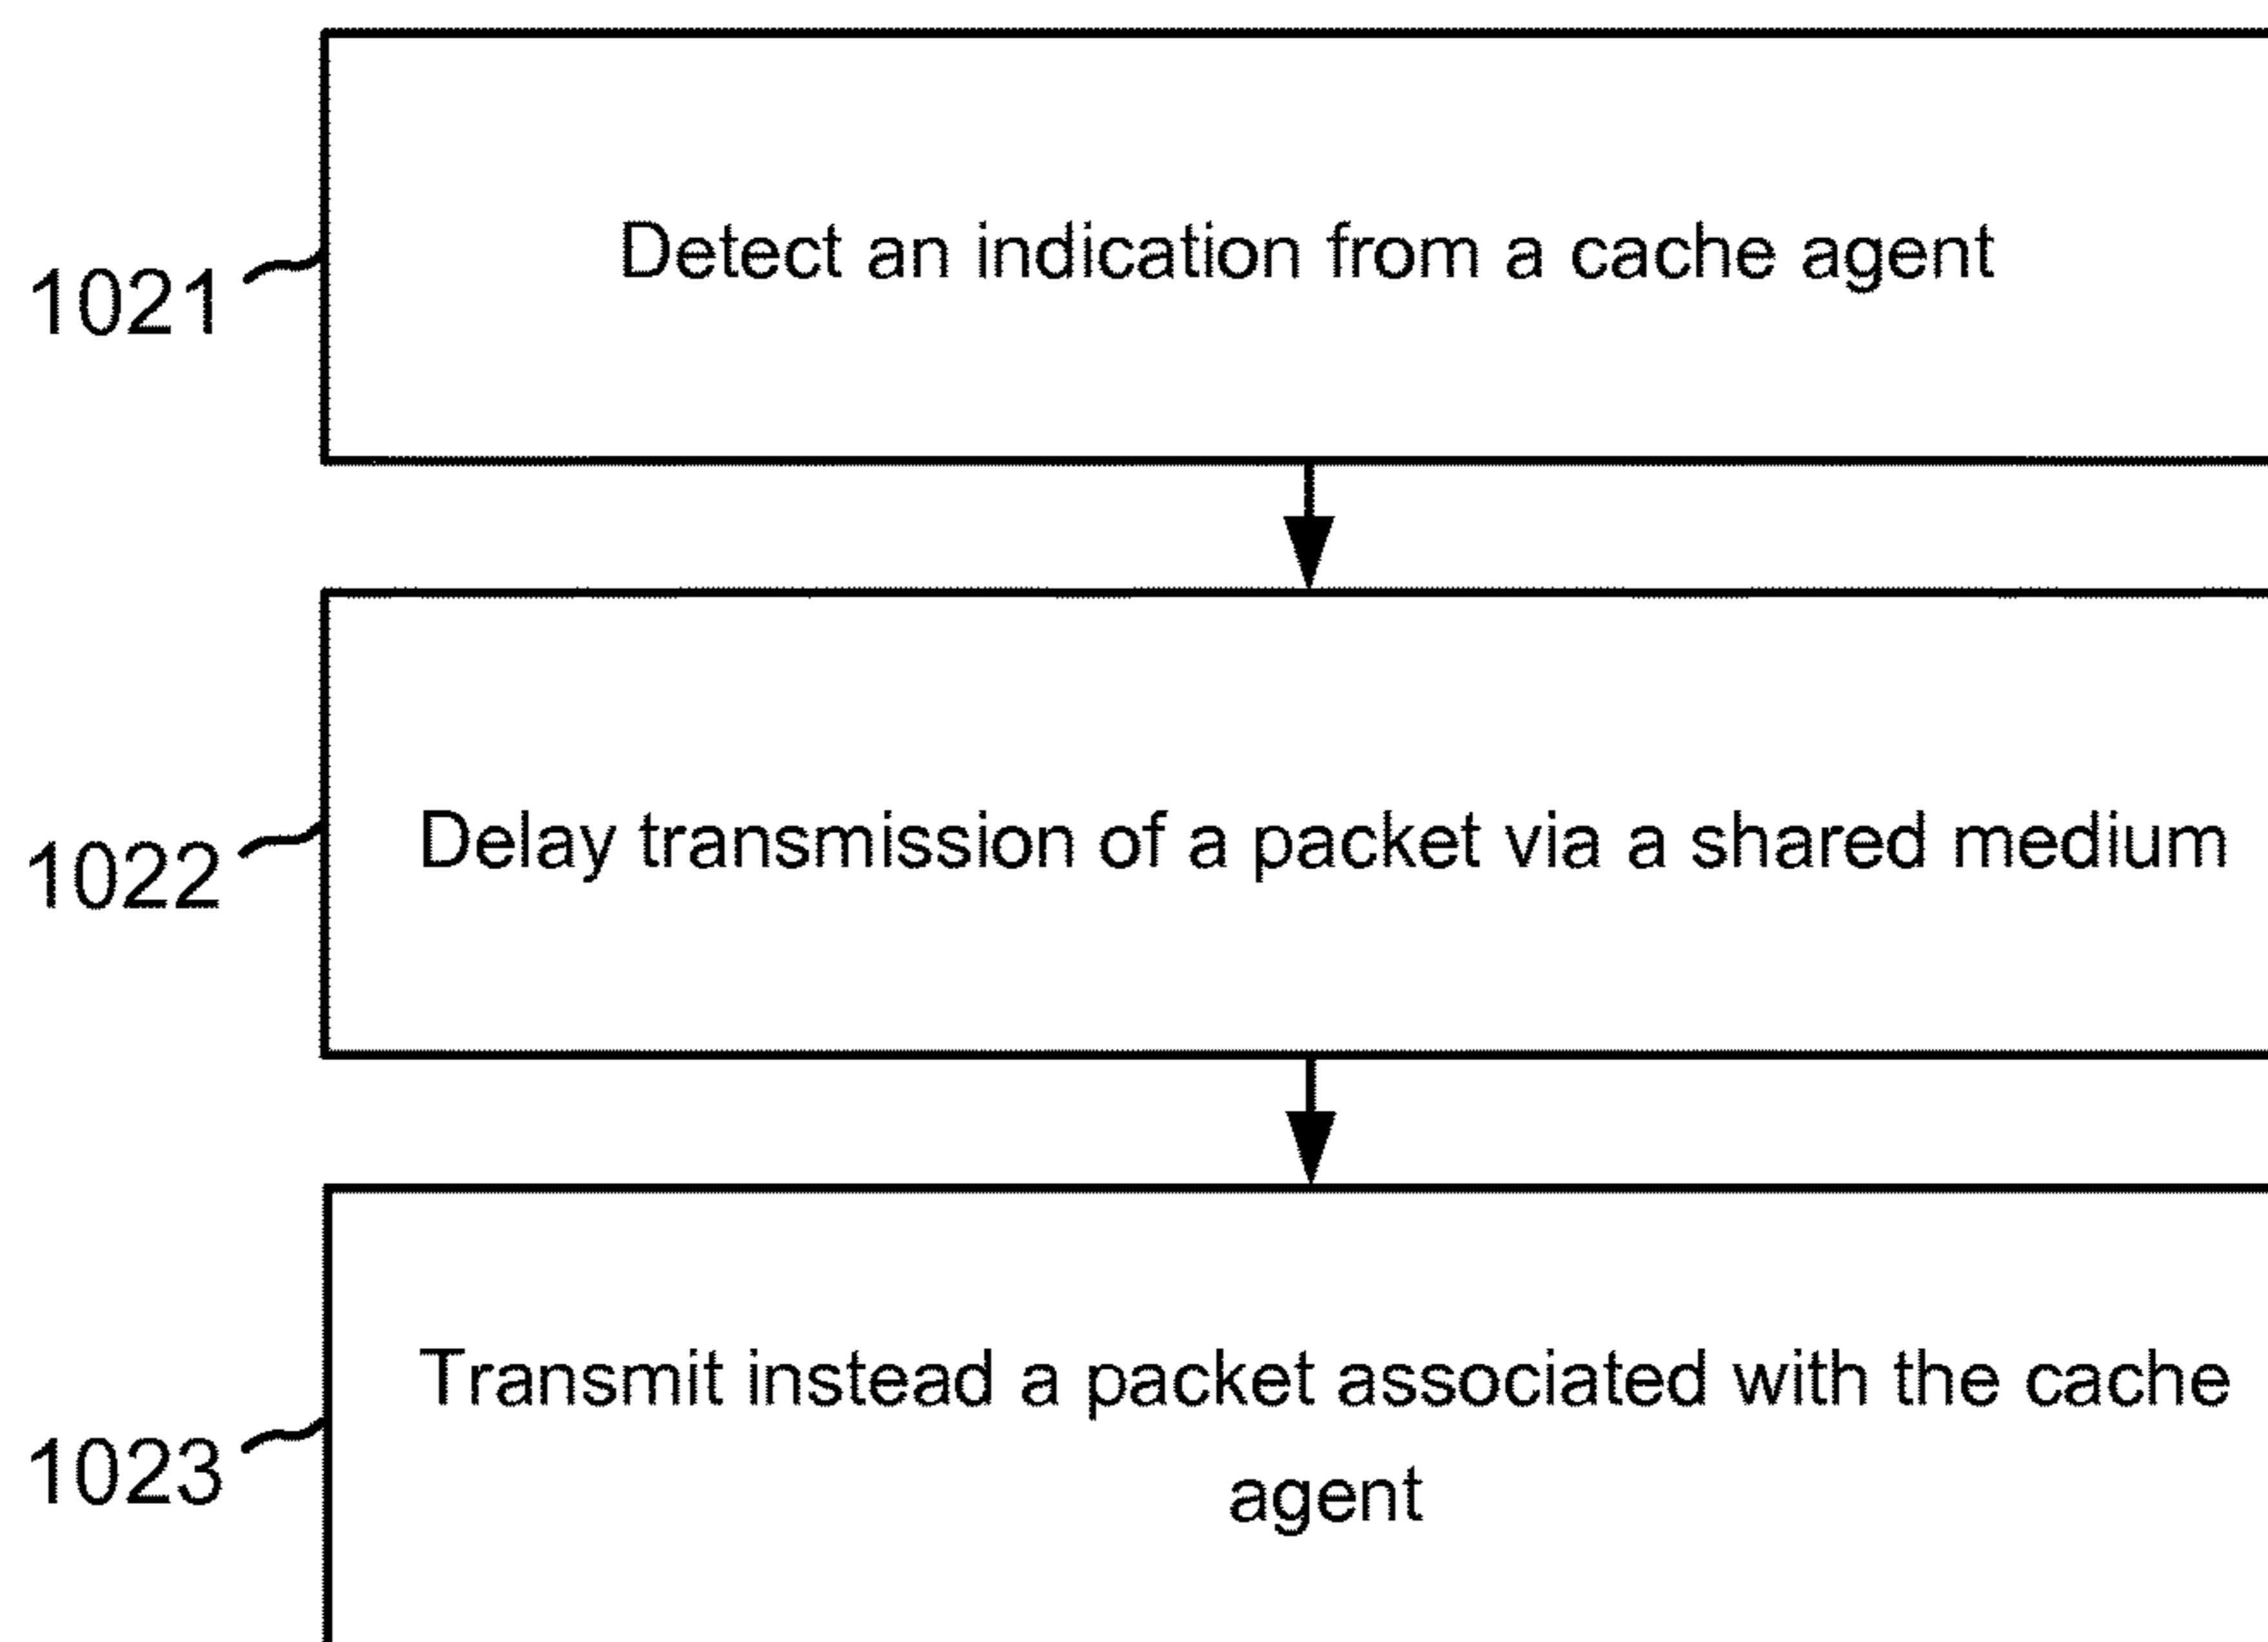 Detect an indication from a cache agent
1021
Delay transmission of a packet via a shared medium
1022
Transmit instead a packet associated with the cache
agent
1023